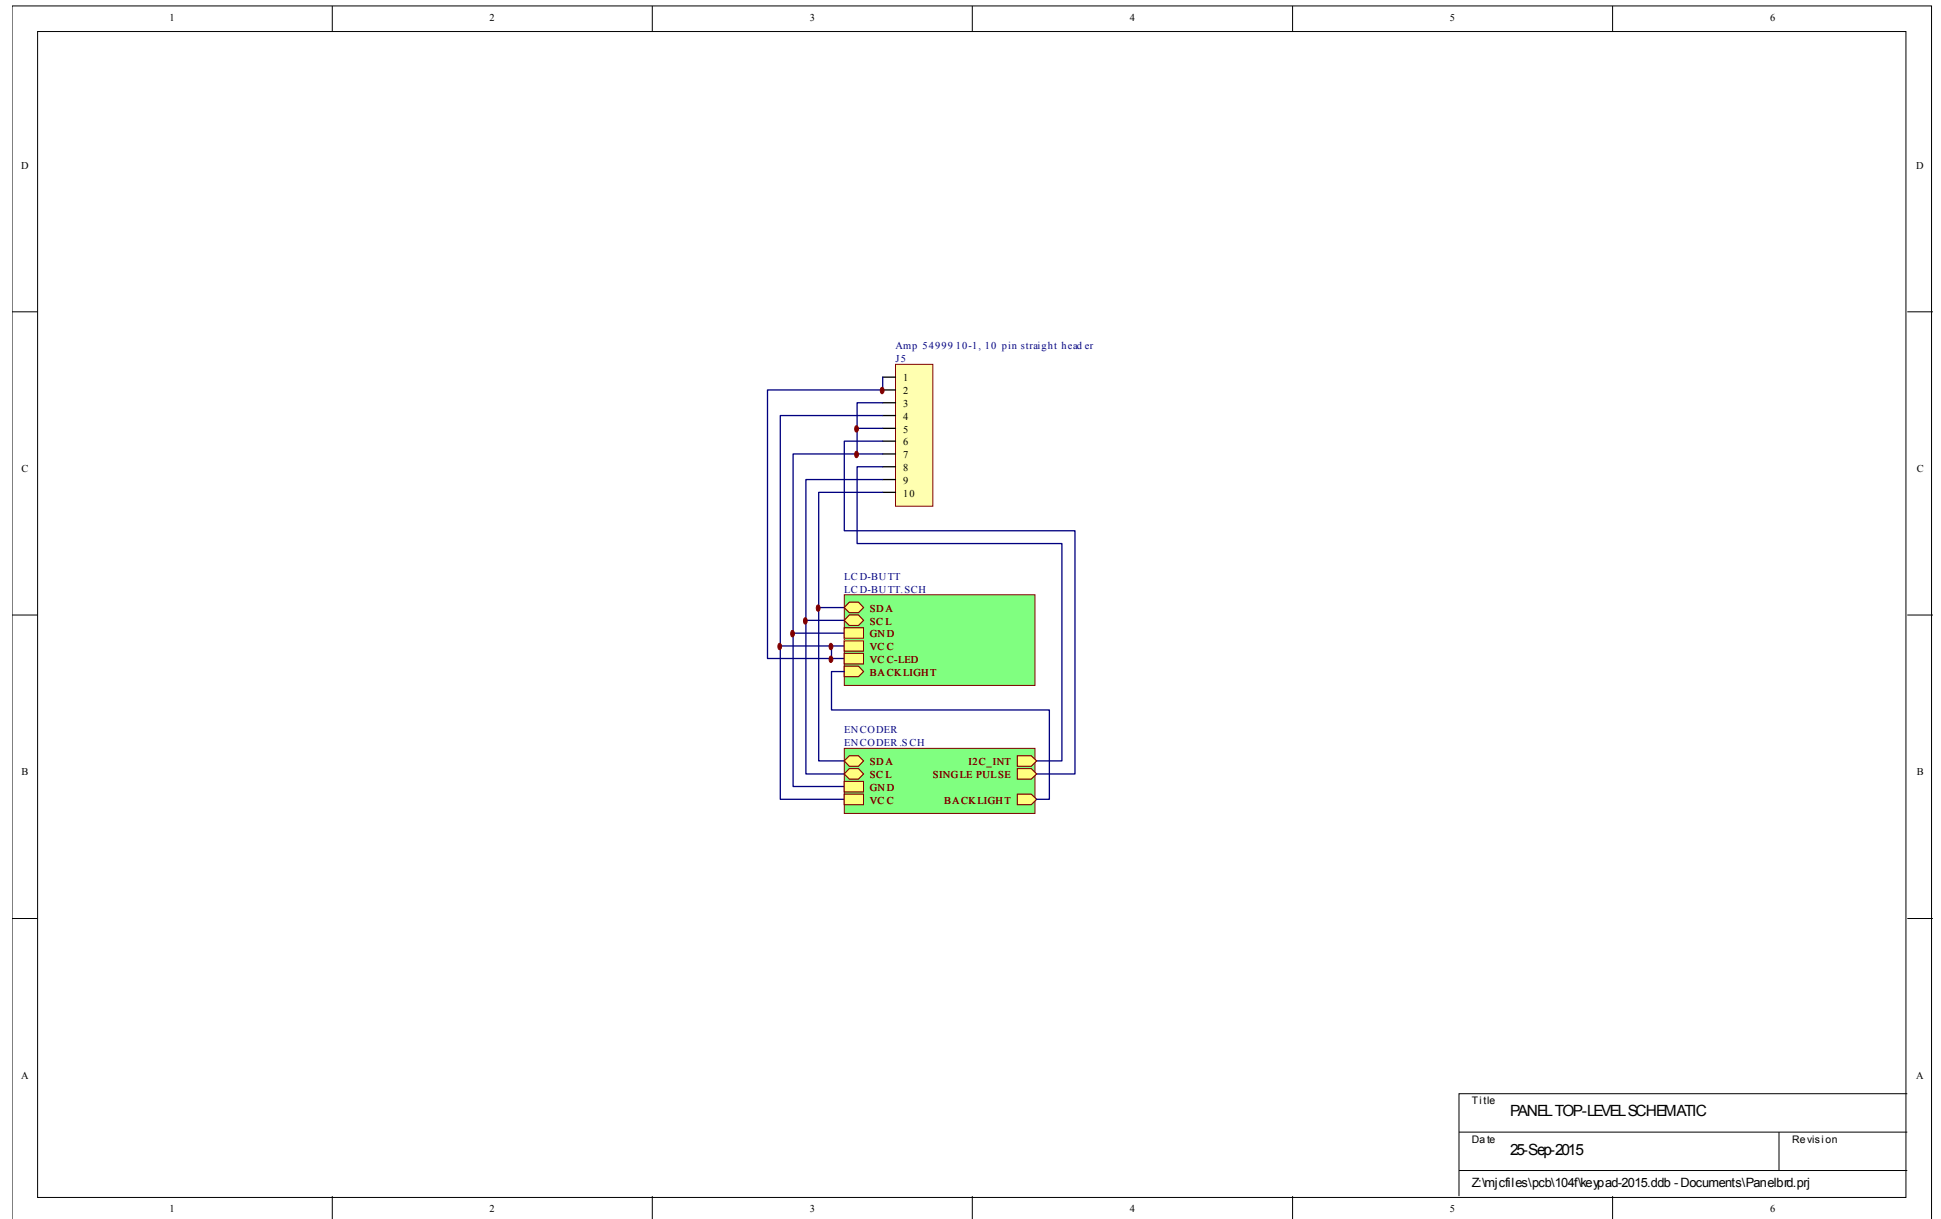 1 2 3 4 5 6
D D
Amp 549910-1, 10 pin straight header
J5
1
2
3
4
5
6
7
8
9
10
C C
LCD-BUTT
LCD-BUTT.SCH
SDA
SCL
GND
VCC
VCC-LED
BACKLIGHT
ENCODER
ENCODER.SCH
SDA I2C_INT
SCL SINGLE PULSE
GND
VCC BACKLIGHT
B B
A A
Title PANEL TOP-LEVEL SCHEMATIC
Date 25-Sep-2015 Revision
Z:\mjcfiles\pcb\104f\keypad-2015.ddb - Documents\Panelbrd.prj
1 2 3 4 5 6